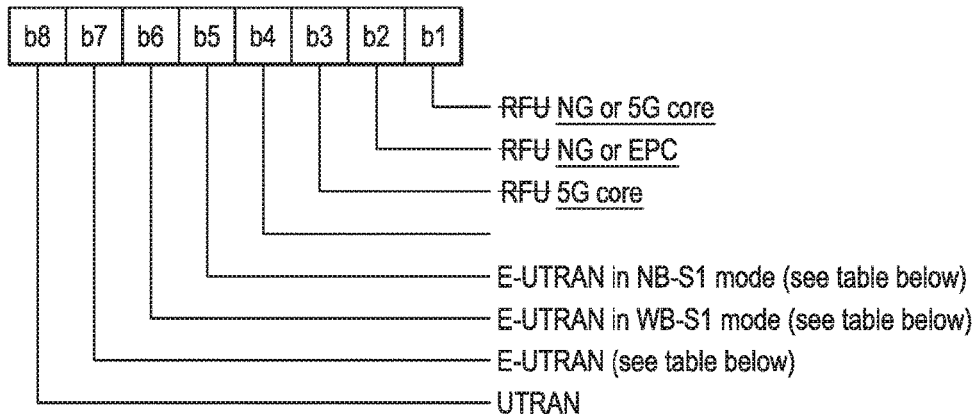 b8 b7 b6 b5 b4 b3 b2 b1
RFU NG or 5G core
RFU NG or EPC
RFU 5G core
E-UTRAN in NB-S1 mode (see table below)
E-UTRAN in WB-S1 mode (see table below)
E-UTRAN (see table below)
UTRAN